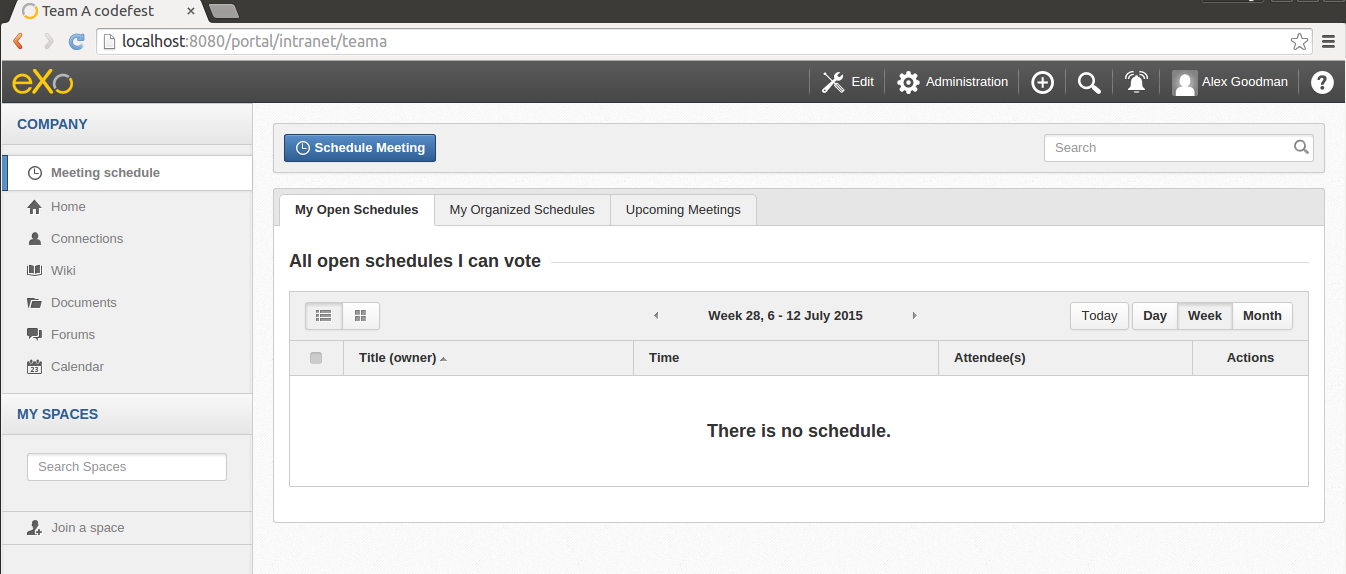 Team A codefest
localhost:8080/portal/intranet/teama
eXo
Edit
Administration
Alex Goodman
COMPANY
Meeting schedule
Home
Connections
Wiki
Documents
Forums
23
Calendar
MY SPACES
Search Spaces
Join a space
Schedule Meeting
Search
My Open Schedules
My Organized Schedules
Upcoming Meetings
All open schedules I can vote
Week 28, 6 - 12 July 2015
Today
Day
Week
Month
Title (owner)
Time
Attendee(s)
Actions
There is no schedule.